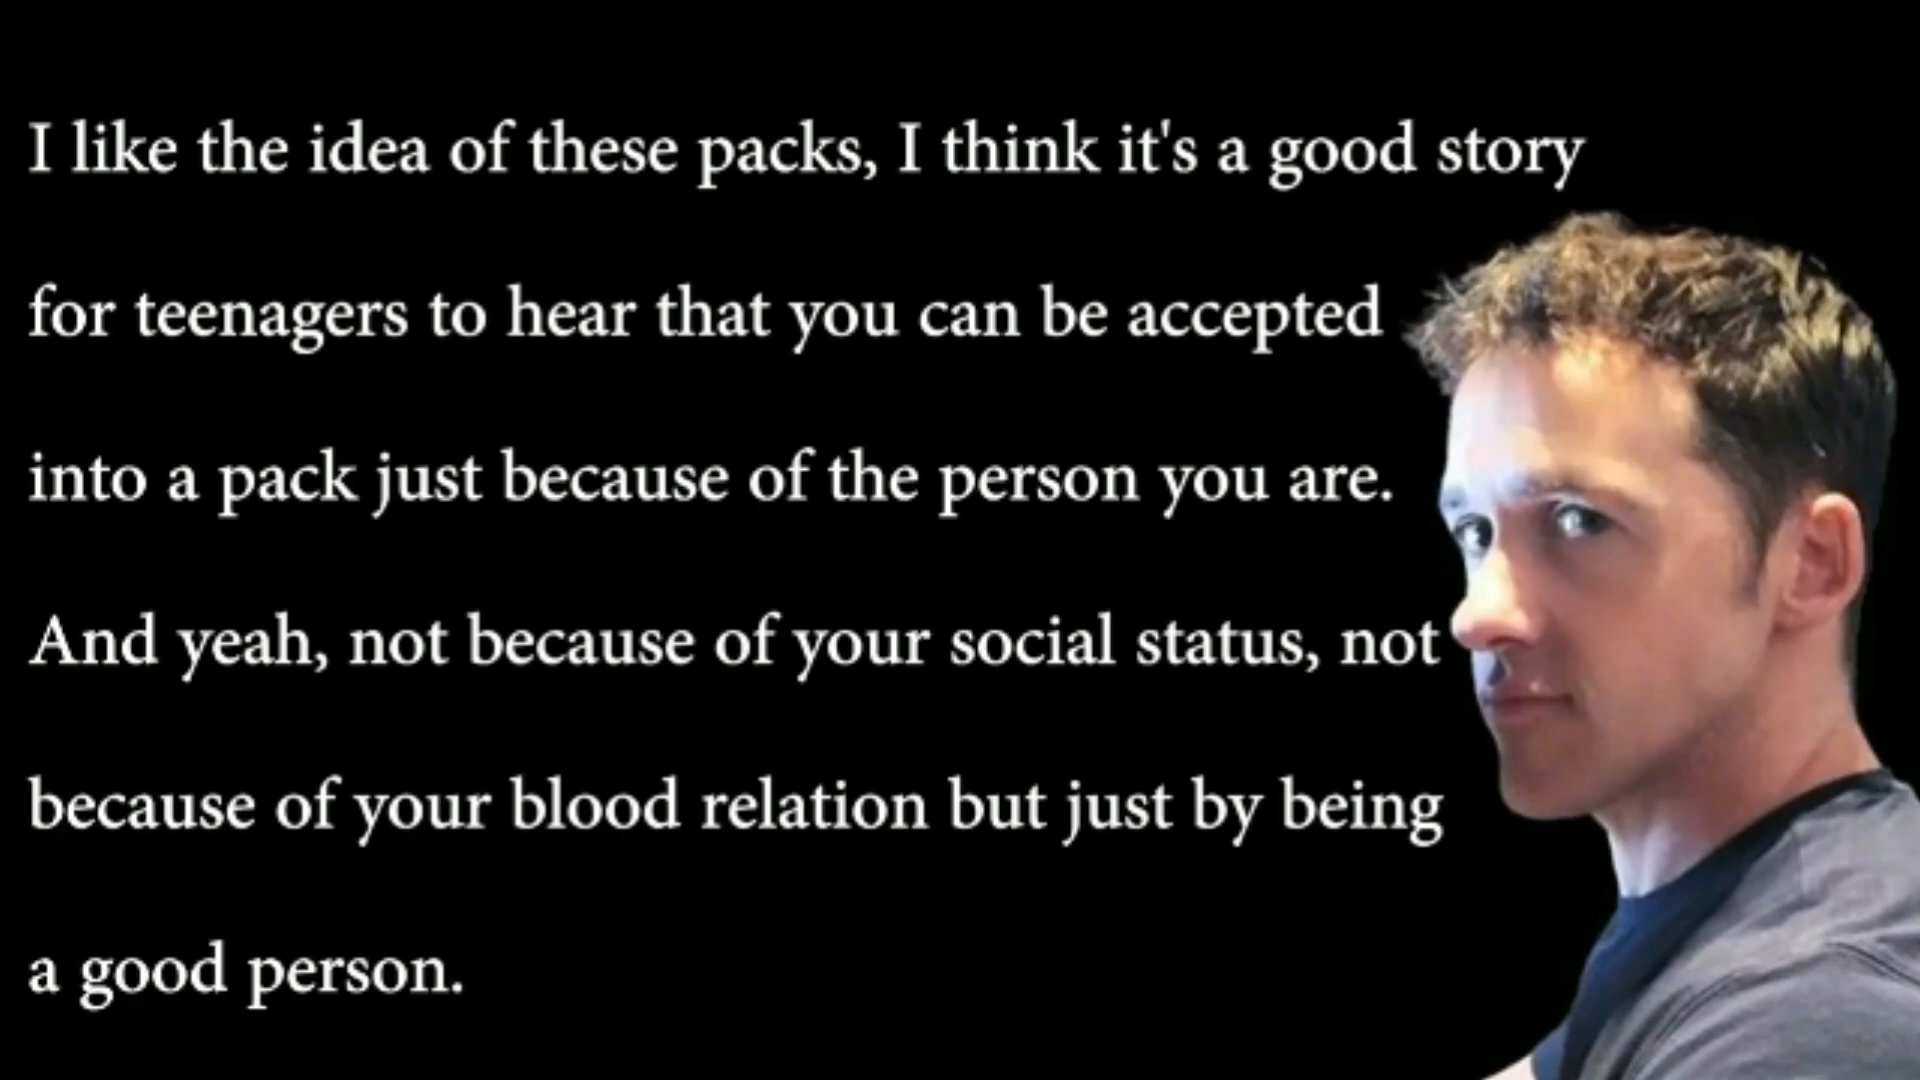 I like the idea of these packs, I think it's a good story
for teenagers to hear that you can be accepted
into a pack just because of the person you are.
And yeah, not because of your social status, not
because of your blood relation but just by being
a good person.